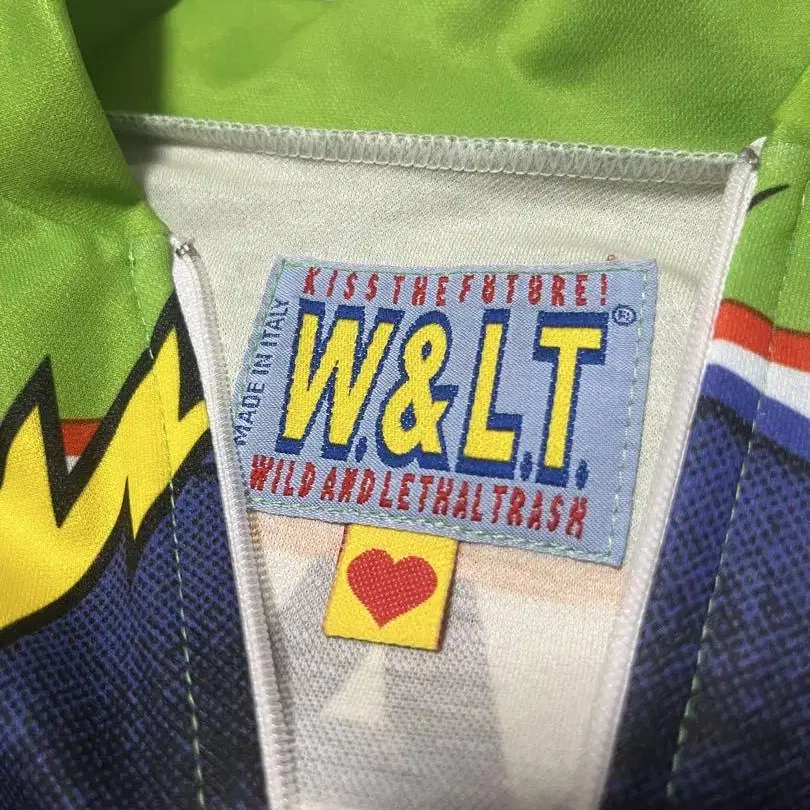 KISS THE FUTURE!
MADE IN ITALY
W.&L.T.®
WILD AND LETHAL TRASH